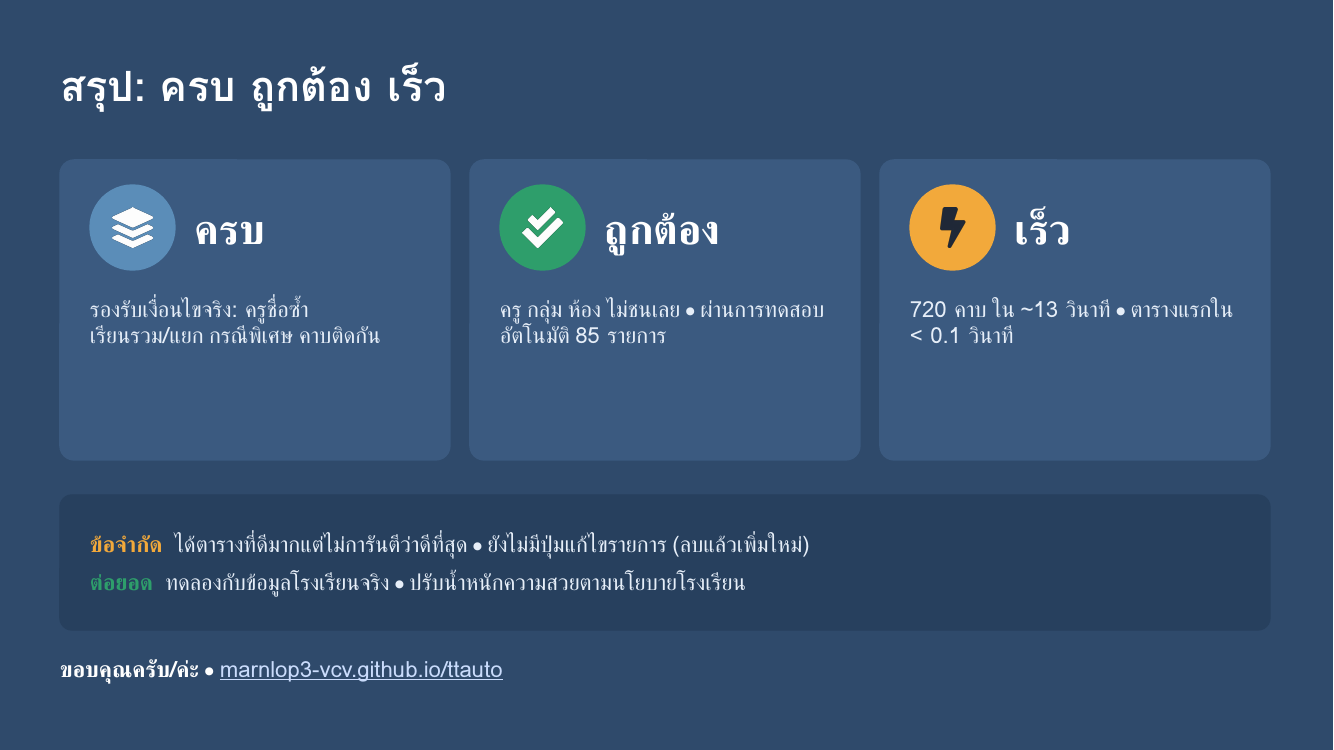 สรุป: ครบ ถูกต้อง เร็ว
ครบ
รองรับเงื่อนไขจริง: ครูชื่อซ้ำ
เรียนรวม/แยก กรณีพิเศษ คาบติดกัน
ถูกต้อง
ครู กลุ่ม ห้อง ไม่ชนเลย • ผ่านการทดสอบ
อัตโนมัติ 85 รายการ
เร็ว
720 คาบ ใน ~13 วินาที • ตารางแรกใน
< 0.1 วินาที
ข้อจำกัด ได้ตารางที่ดีมากแต่ไม่การันตีว่าดีที่สุด • ยังไม่มีปุ่มแก้ไขรายการ (ลบแล้วเพิ่มใหม่)
ต่อยอด ทดลองกับข้อมูลโรงเรียนจริง • ปรับน้ำหนักความสวยตามนโยบายโรงเรียน
ขอบคุณครับ/ค่ะ • marnlop3-vcv.github.io/ttauto